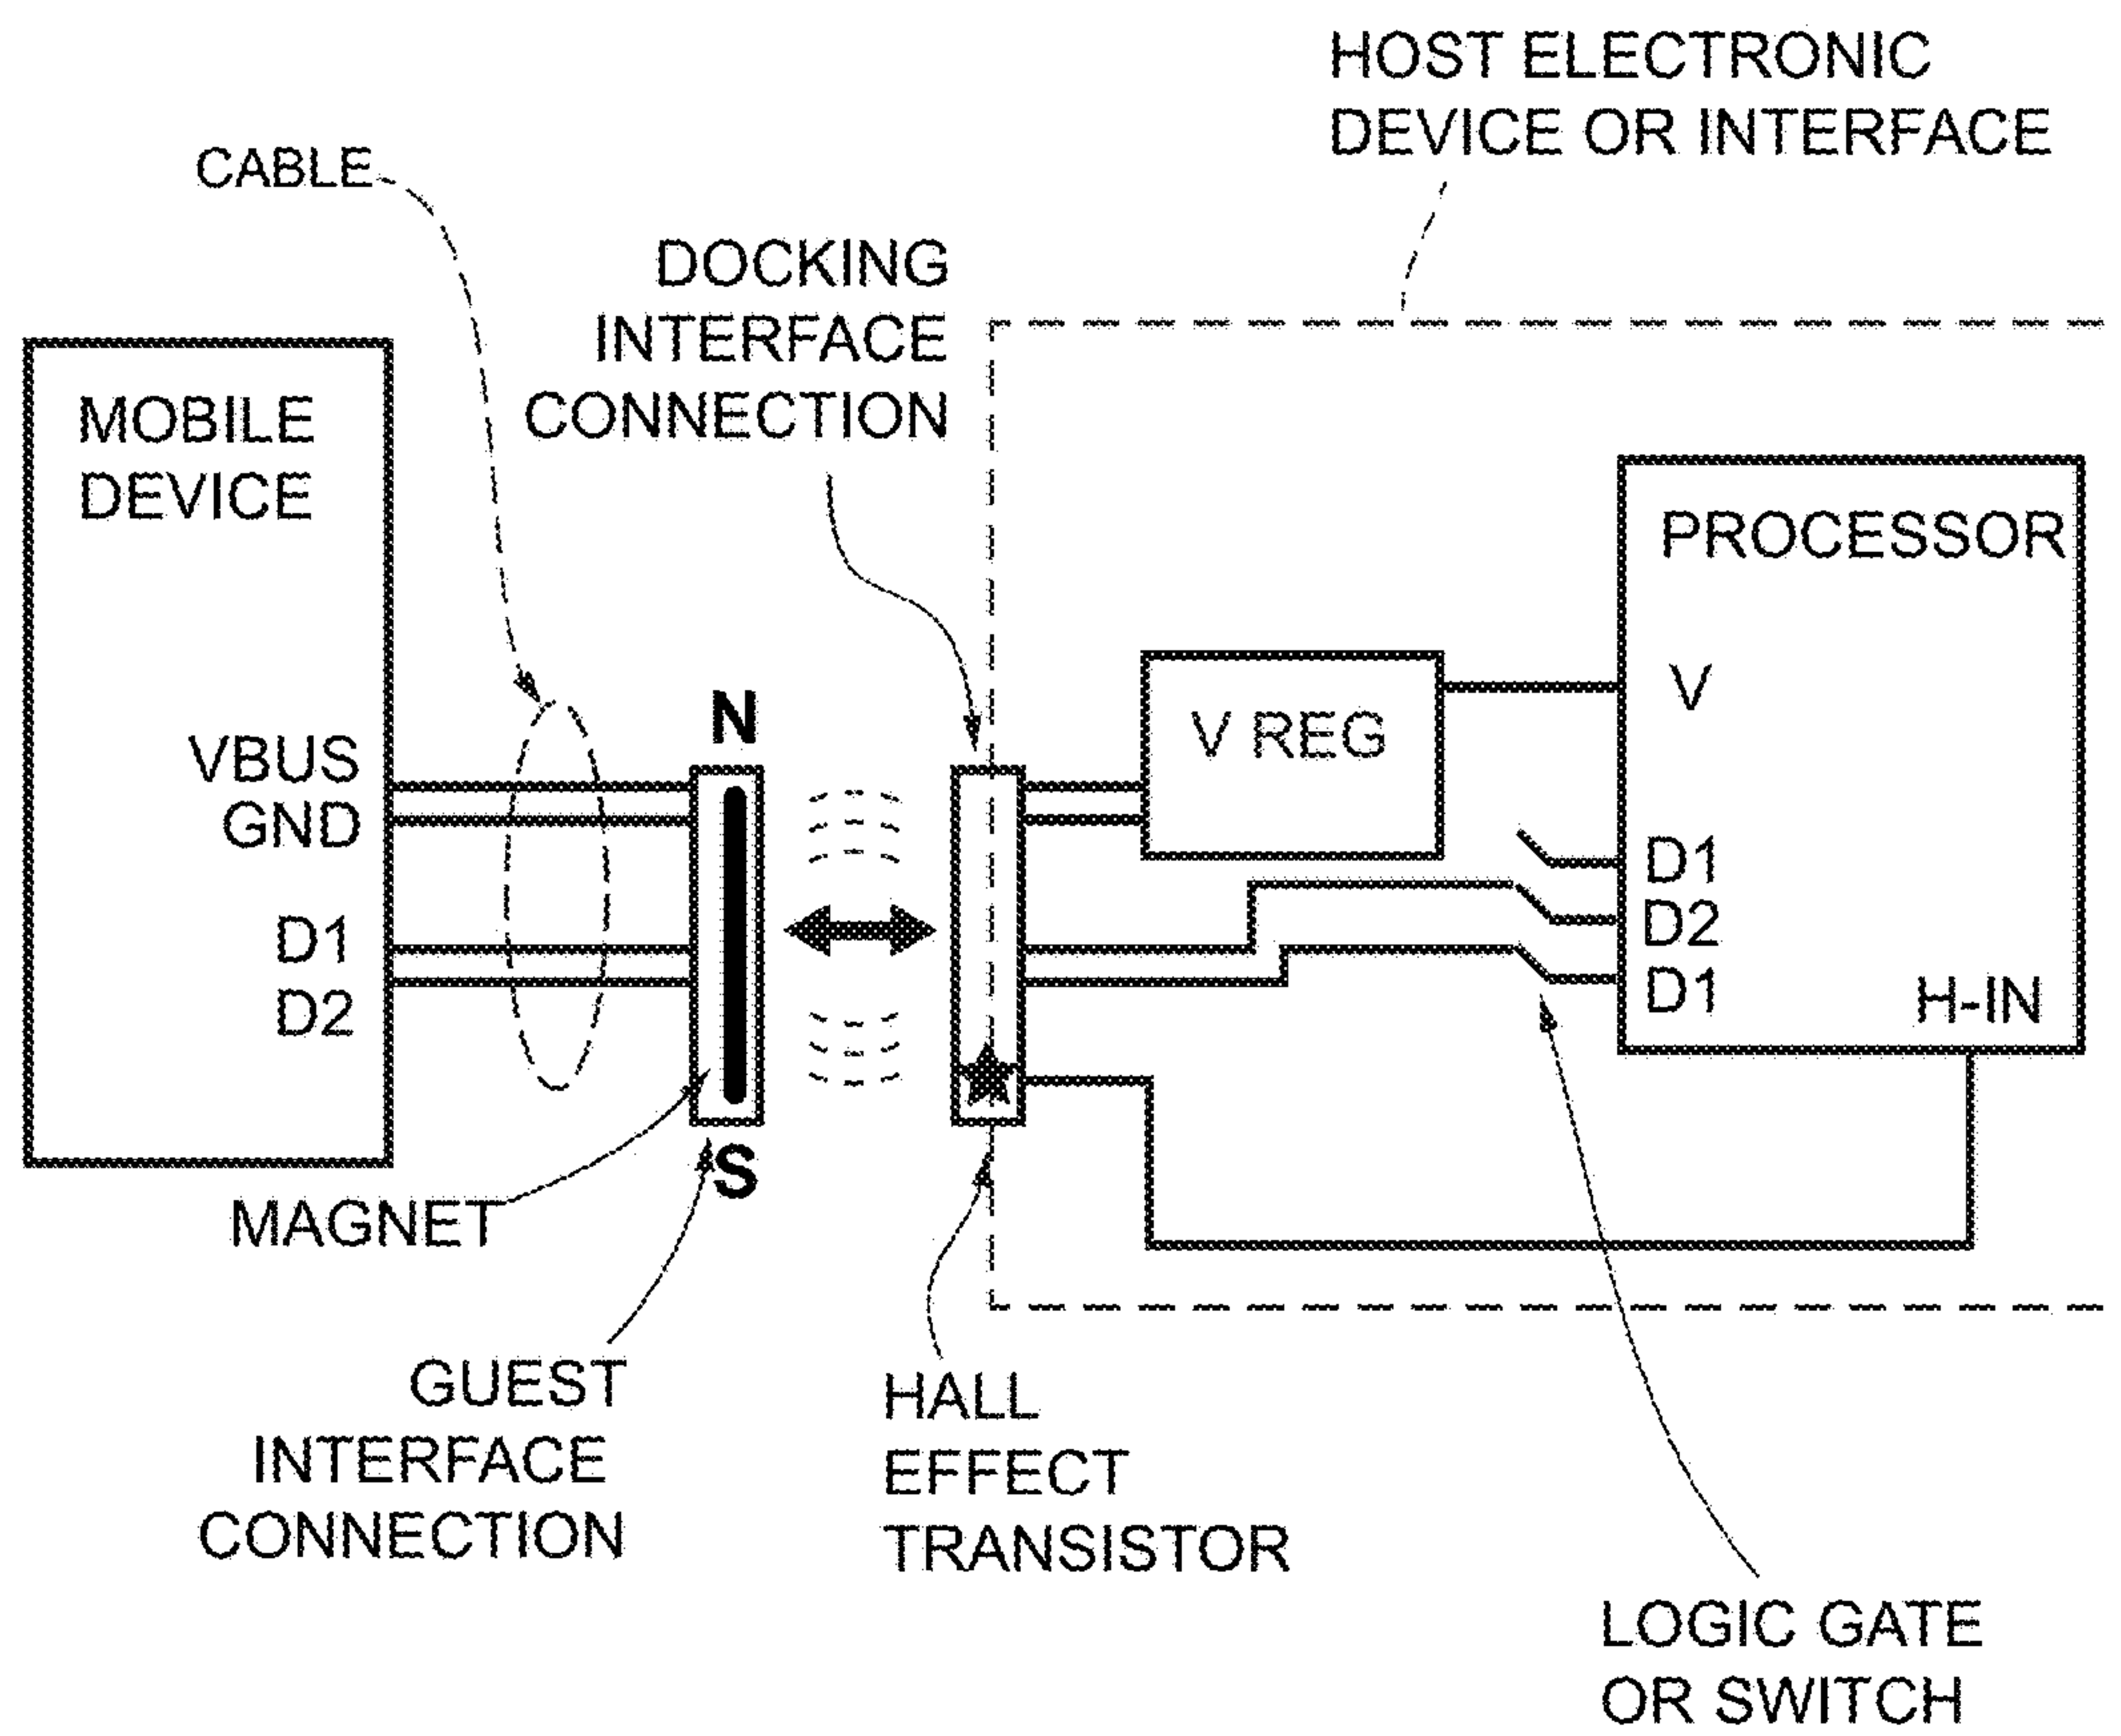 HOST ELECTRONIC
DEVICE OR INTERFACE
CABLE
DOCKING
INTERFACE
CONNECTION
MOBILE
DEVICE
PROCESSOR
V
N
V REG
VBUS
GND
D1
D2
D1
D2
D1
H-IN
S
MAGNET
GUEST
INTERFACE
CONNECTION
HALL
EFFECT
TRANSISTOR
LOGIC GATE
OR SWITCH